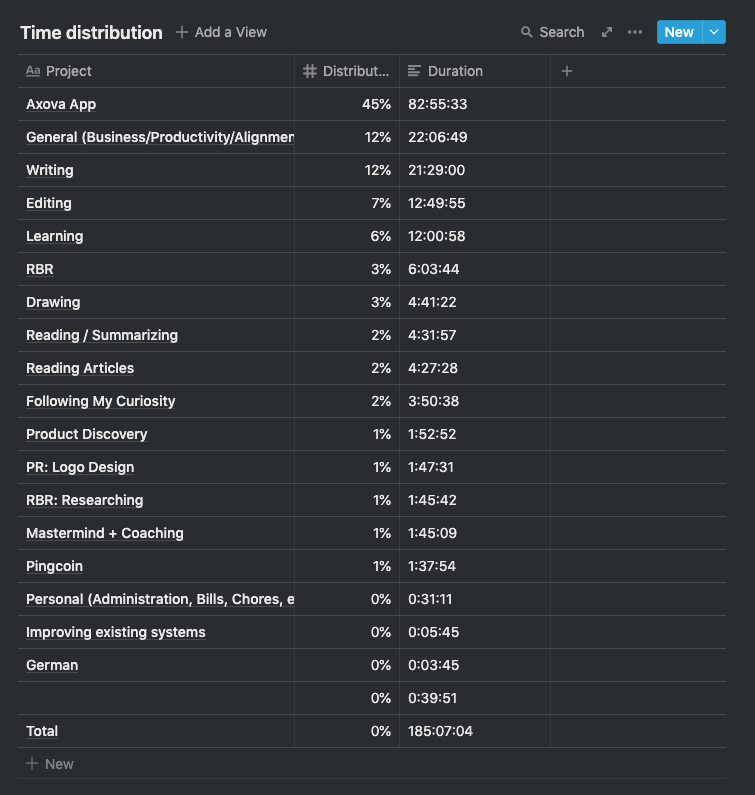 Time distribution + Add a View Search New
Aa Project # Distribut... Duration +
Axova App 45% 82:55:33
General (Business/Productivity/Alignmen 12% 22:06:49
Writing 12% 21:29:00
Editing 7% 12:49:55
Learning 6% 12:00:58
RBR 3% 6:03:44
Drawing 3% 4:41:22
Reading / Summarizing 2% 4:31:57
Reading Articles 2% 4:27:28
Following My Curiosity 2% 3:50:38
Product Discovery 1% 1:52:52
PR: Logo Design 1% 1:47:31
RBR: Researching 1% 1:45:42
Mastermind + Coaching 1% 1:45:09
Pingcoin 1% 1:37:54
Personal (Administration, Bills, Chores, e 0% 0:31:11
Improving existing systems 0% 0:05:45
German 0% 0:03:45
0% 0:39:51
Total 0% 185:07:04
+ New